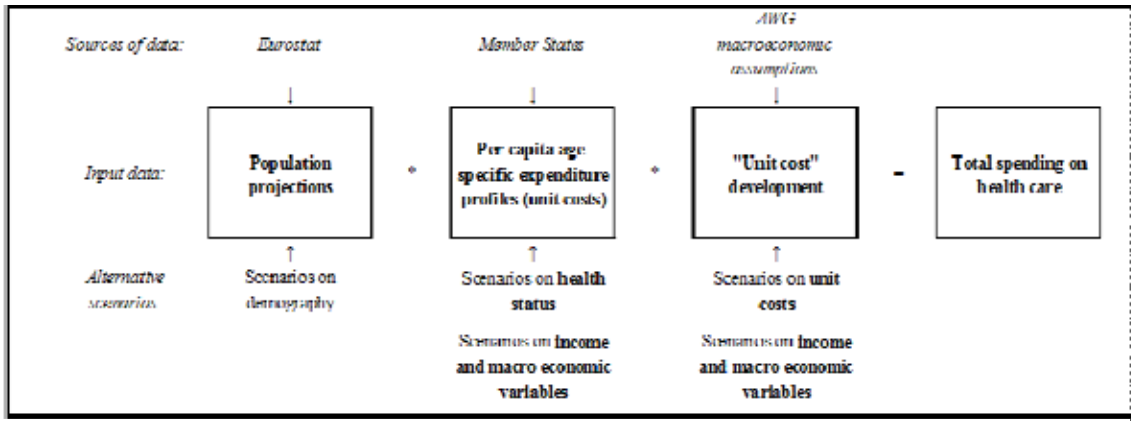 Sources of data:
Eurostat
Member States
AWG
macroeconomic
assumptions
↓ ↓ ↓
Input data:
Population
projections
*
Per capita age
specific expenditure
profiles (unit costs)
*
"Unit cost"
development
=
Total spending on
health care
↑ ↑ ↑
Alternative
scenarios
Scenarios on
demography
Scenarios on health
status
Scenarios on income
and macro economic
variables
Scenarios on unit
costs
Scenarios on income
and macro economic
variables